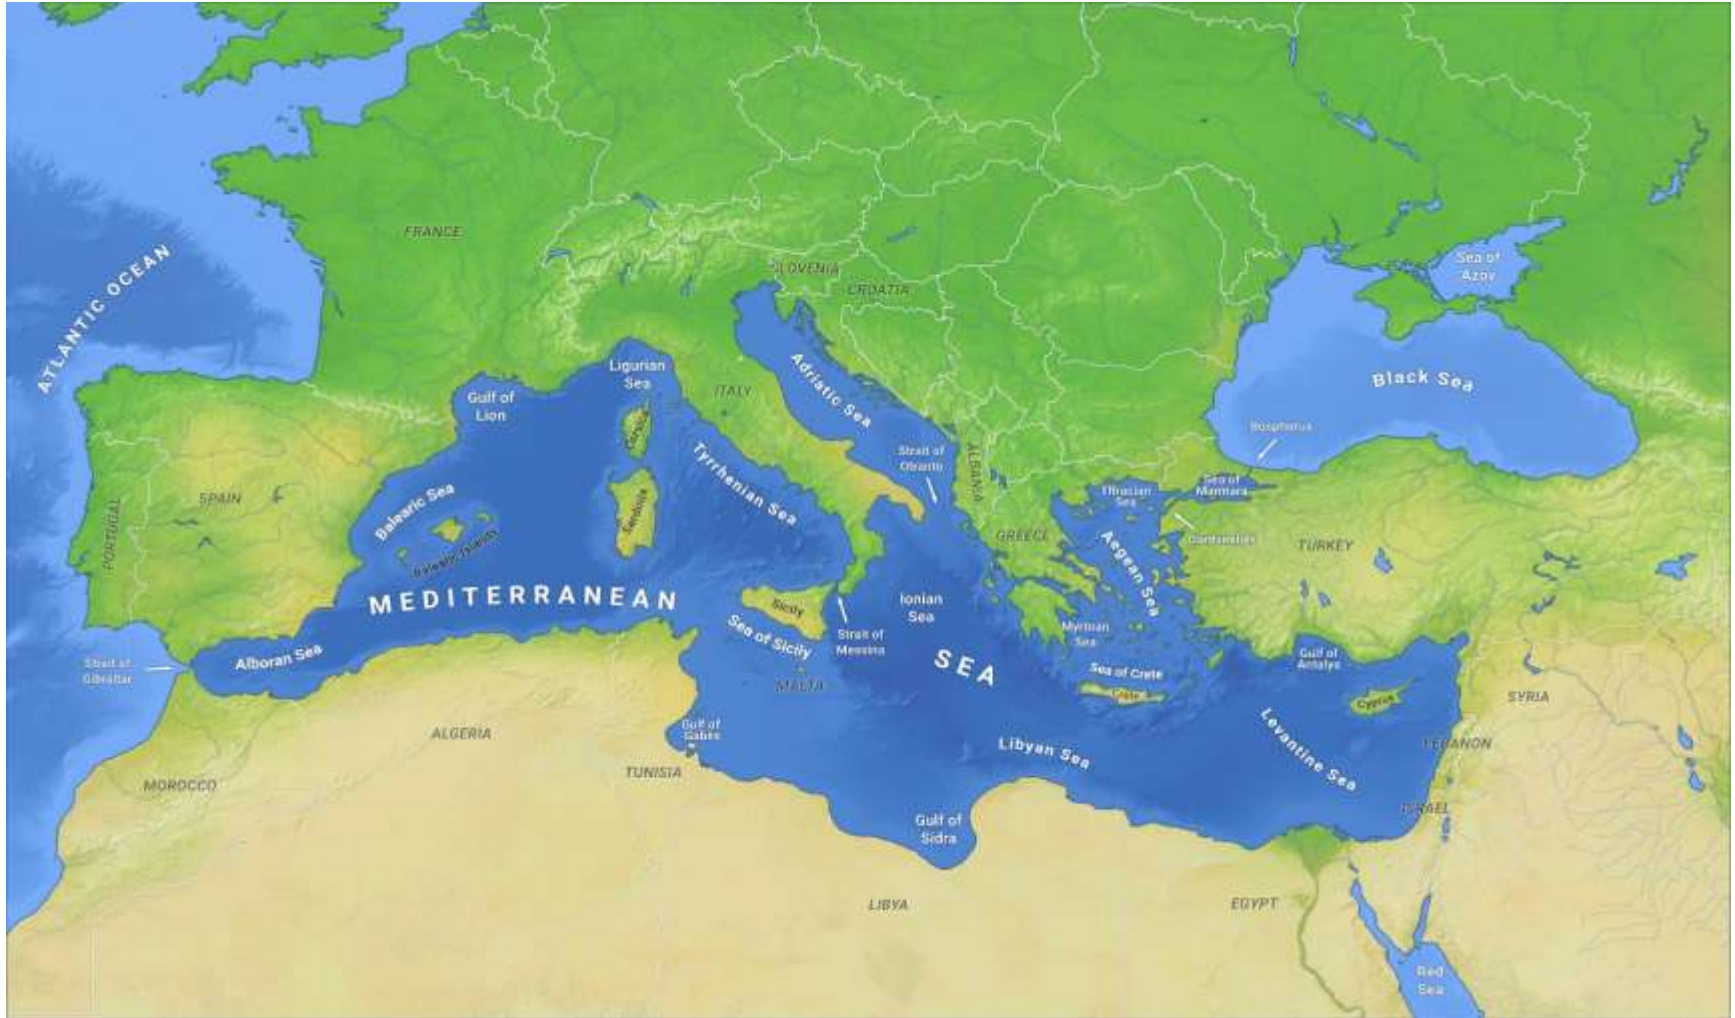 ATLANTIC OCEAN
FRANCE
SLOVENIA
CROATIA
Sea of
Azov
Black Sea
Ligurian
Sea
Gulf of
Lion
ITALY
Adriatic Sea
Corsica
Bosphorus
Strait of
Otranto
ALBANIA
Tyrrhenian Sea
SPAIN
PORTUGAL
Balearic Sea
Balearic Islands
Sardinia
Thracian
Sea
Sea of
Marmara
Dardanelles
GREECE
Aegean Sea
TURKEY
MEDITERRANEAN
SEA
Sicily
Ionian
Sea
Sea of Sicily
Strait of
Messina
Myrtoan
Sea
Strait of
Gibraltar
Alboran Sea
MALTA
Sea of Crete
Crete
Gulf of
Antalya
Cyprus
SYRIA
ALGERIA
Gulf of
Gabes
Libyan Sea
Levantine Sea
LEBANON
TUNISIA
MOROCCO
ISRAEL
Gulf of
Sidra
LIBYA
EGYPT
Red
Sea